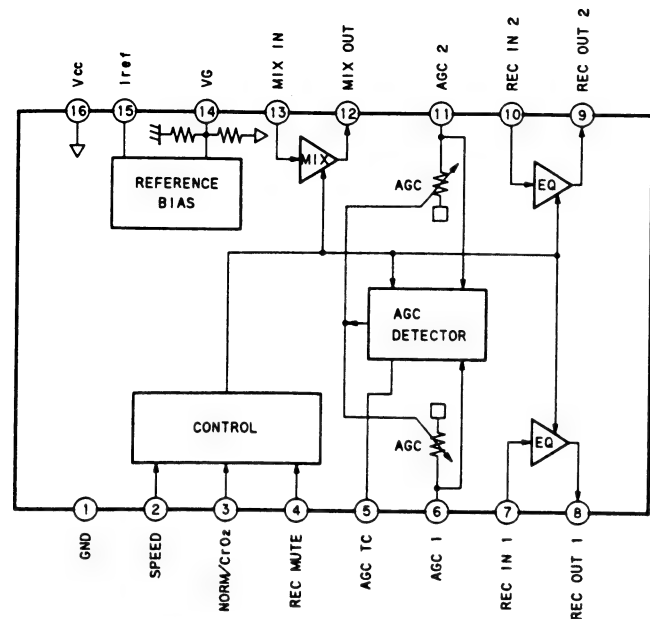 Vcc
Iref
VG
MIX IN
MIX OUT
AGC 2
REC IN 2
REC OUT 2
16
15
14
13
12
11
10
9
REFERENCE
BIAS
MIX
AGC
EQ
AGC
DETECTOR
CONTROL
AGC
EQ
1
2
3
4
5
6
7
8
GND
SPEED
NORM/CrO2
REC MUTE
AGC TC
AGC 1
REC IN 1
REC OUT 1